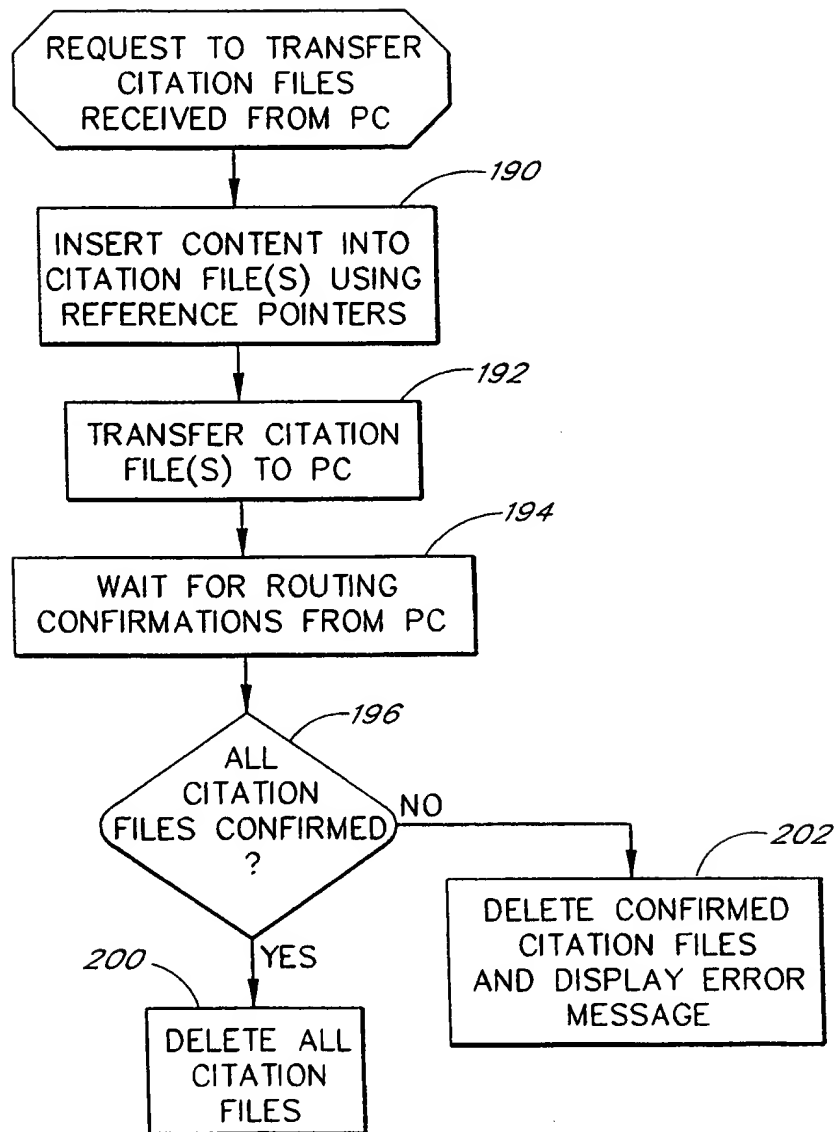 REQUEST TO TRANSFER
CITATION FILES
RECEIVED FROM PC
190
INSERT CONTENT INTO
CITATION FILE(S) USING
REFERENCE POINTERS
192
TRANSFER CITATION
FILE(S) TO PC
194
WAIT FOR ROUTING
CONFIRMATIONS FROM PC
196
ALL
CITATION
FILES CONFIRMED
?
NO
202
DELETE CONFIRMED
CITATION FILES
AND DISPLAY ERROR
MESSAGE
YES
200
DELETE ALL
CITATION
FILES